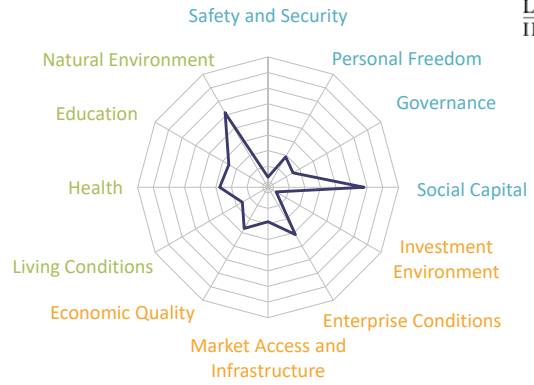 Safety and Security
Natural Environment
Personal Freedom
Education
Governance
Health
Social Capital
Investment
Environment
Living Conditions
Economic Quality
Enterprise Conditions
Market Access and
Infrastructure